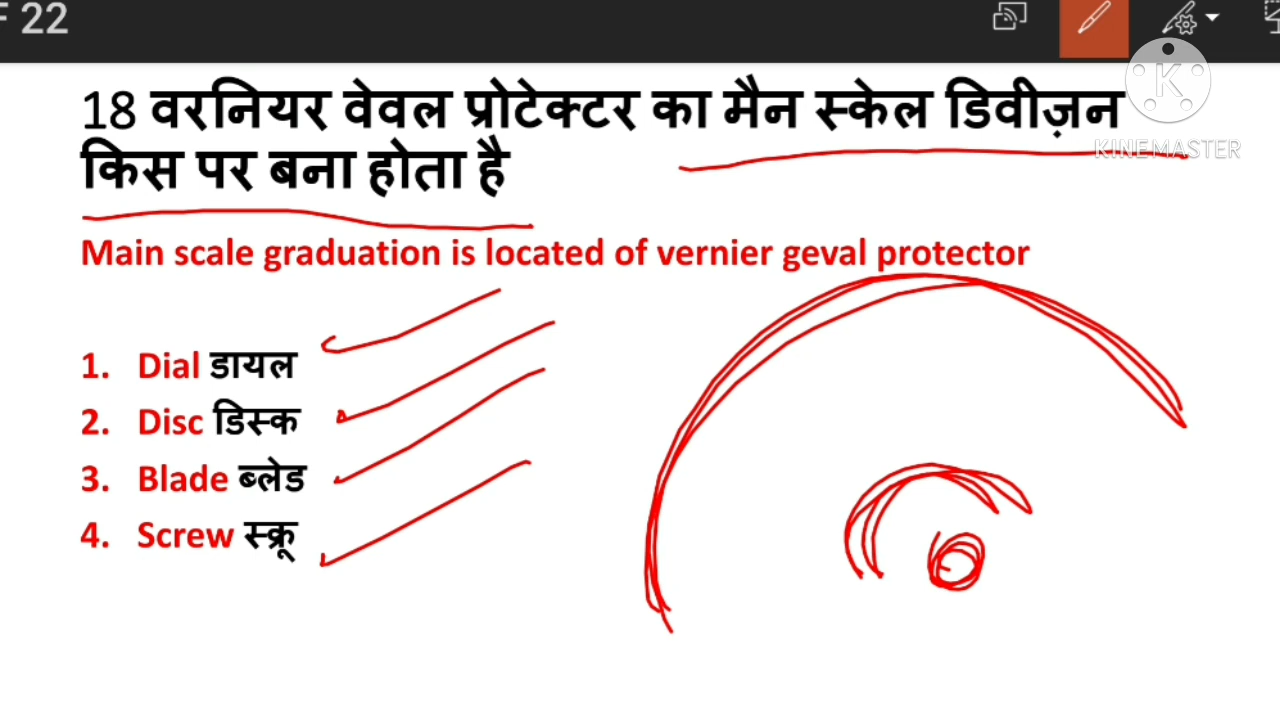 F 22
18 वरनियर वेवल प्रोटेक्टर का मैन स्केल डिवीज़न
किस पर बना होता है
K
KINEMASTER
Main scale graduation is located of vernier geval protector
1. Dial डायल
2. Disc डिस्क
3. Blade ब्लेड
4. Screw स्क्रू